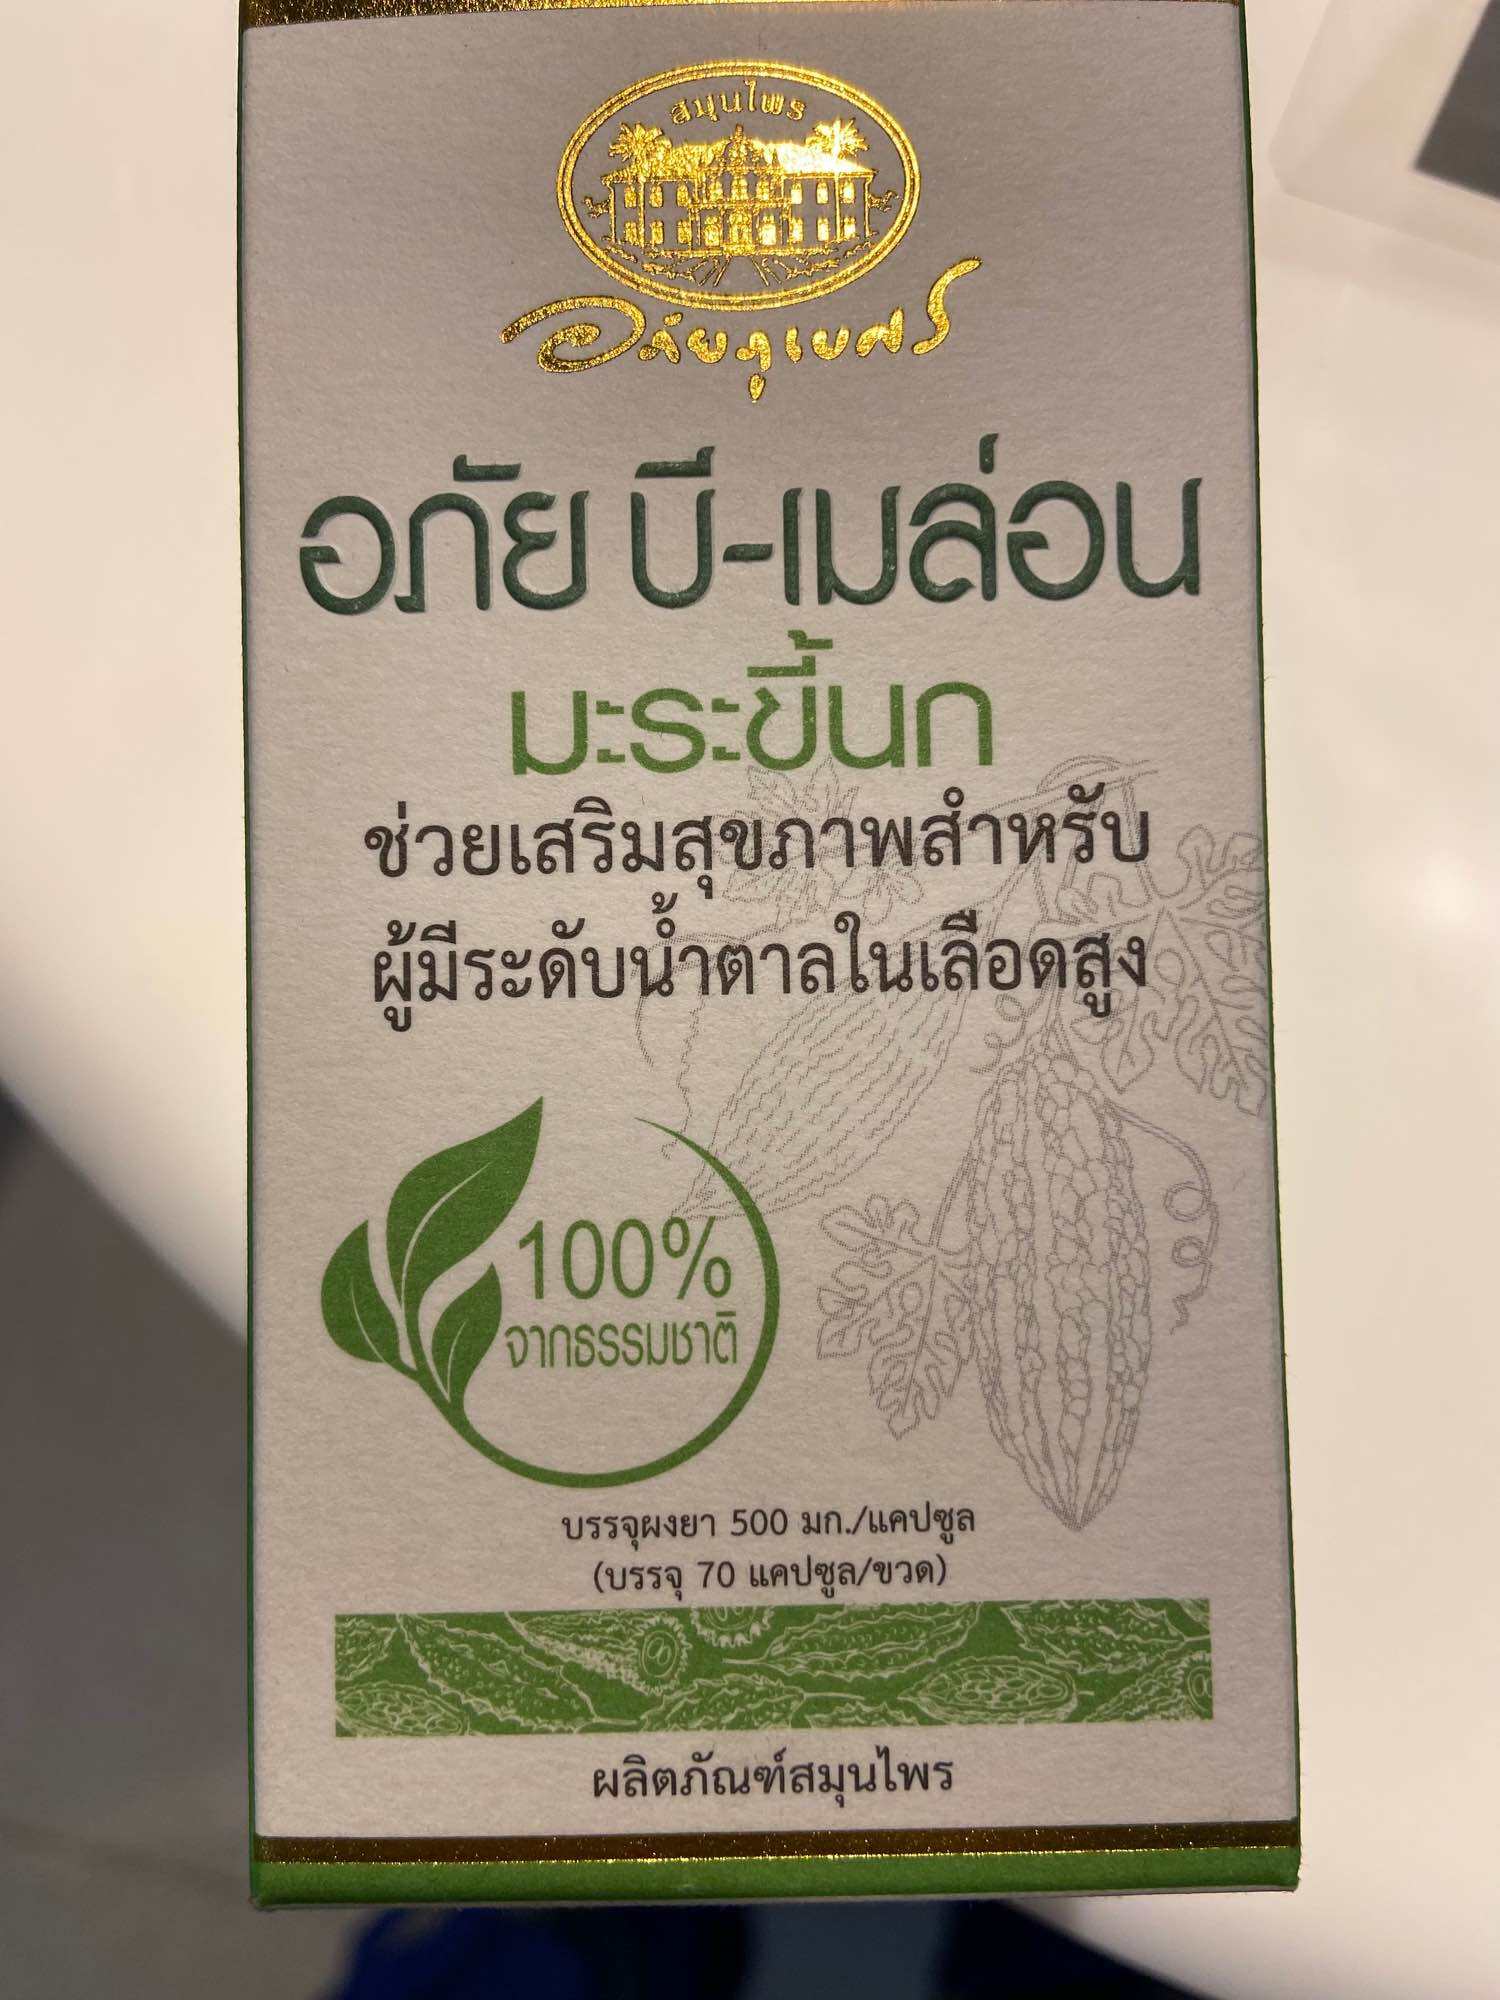 สมุนไพร
อภัยภูเบศร
อภัย บี-เมล่อน
มะระขี้นก
ช่วยเสริมสุขภาพสำหรับ
ผู้มีระดับน้ำตาลในเลือดสูง
100%
จากธรรมชาติ
บรรจุผงยา 500 มก./แคปซูล
(บรรจุ 70 แคปซูล/ขวด)
ผลิตภัณฑ์สมุนไพร